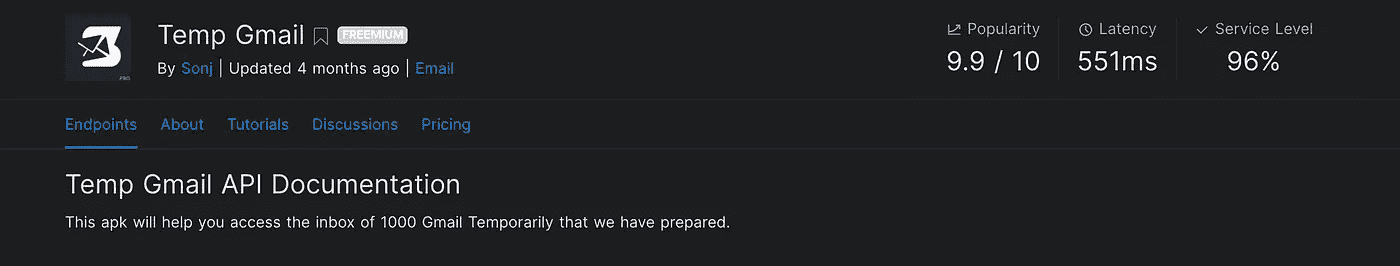 Temp Gmail FREEMIUM
By Sonj | Updated 4 months ago | Email
Popularity
9.9 / 10
Latency
551ms
Service Level
96%
Endpoints About Tutorials Discussions Pricing
Temp Gmail API Documentation
This apk will help you access the inbox of 1000 Gmail Temporarily that we have prepared.